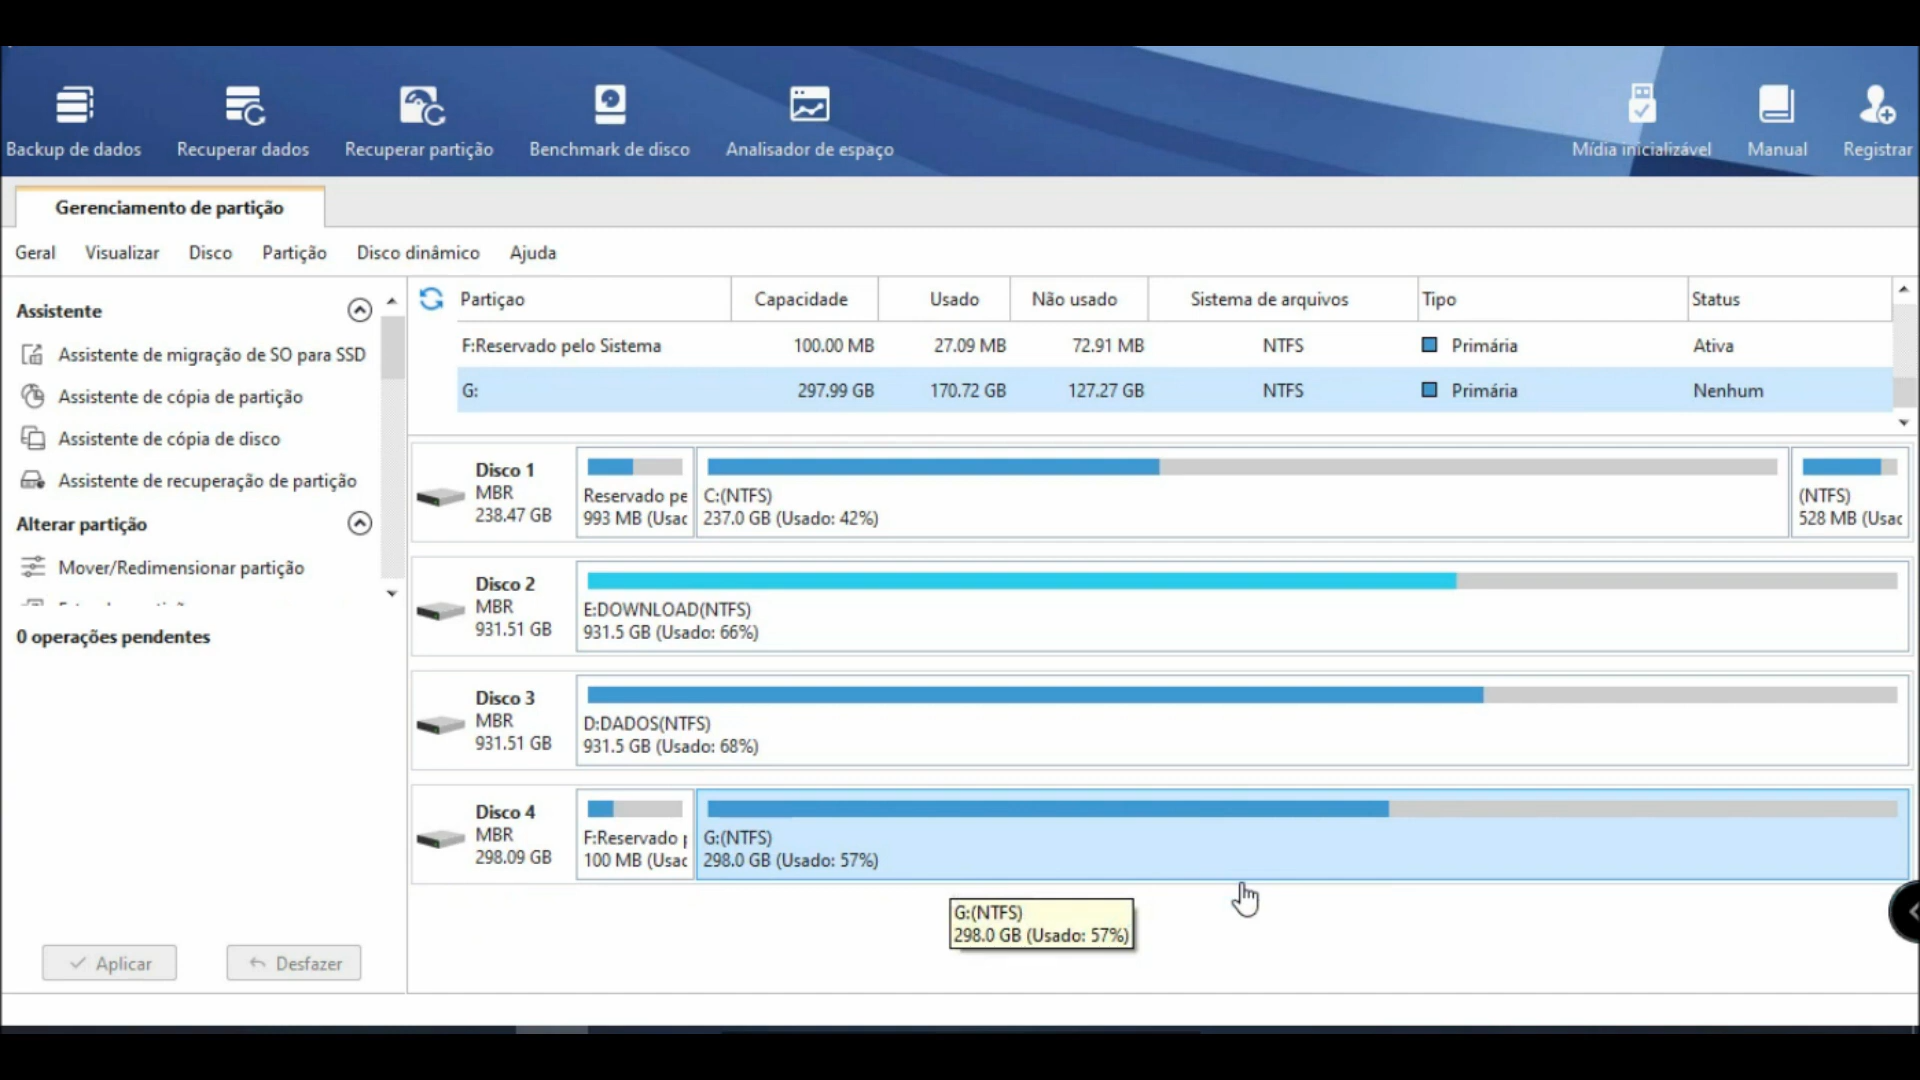 Backup de dados
Recuperar dados
Recuperar partição
Benchmark de disco
Analisador de espaço
Mídia inicializável
Manual
Registrar
Gerenciamento de partição
Geral Visualizar Disco Partição Disco dinâmico Ajuda
Assistente
Assistente de migração de SO para SSD
Assistente de cópia de partição
Assistente de cópia de disco
Assistente de recuperação de partição
Alterar partição
Mover/Redimensionar partição
0 operações pendentes
Aplicar
Desfazer
Partiçao Capacidade Usado Não usado Sistema de arquivos Tipo Status
F:Reservado pelo Sistema 100.00 MB 27.09 MB 72.91 MB NTFS Primária Ativa
G: 297.99 GB 170.72 GB 127.27 GB NTFS Primária Nenhum
Disco 1
MBR
238.47 GB
Reservado pe
993 MB (Usac
C:(NTFS)
237.0 GB (Usado: 42%)
(NTFS)
528 MB (Usac
Disco 2
MBR
931.51 GB
E:DOWNLOAD(NTFS)
931.5 GB (Usado: 66%)
Disco 3
MBR
931.51 GB
D:DADOS(NTFS)
931.5 GB (Usado: 68%)
Disco 4
MBR
298.09 GB
F:Reservado
100 MB (Usac
G:(NTFS)
298.0 GB (Usado: 57%)
G:(NTFS)
298.0 GB (Usado: 57%)